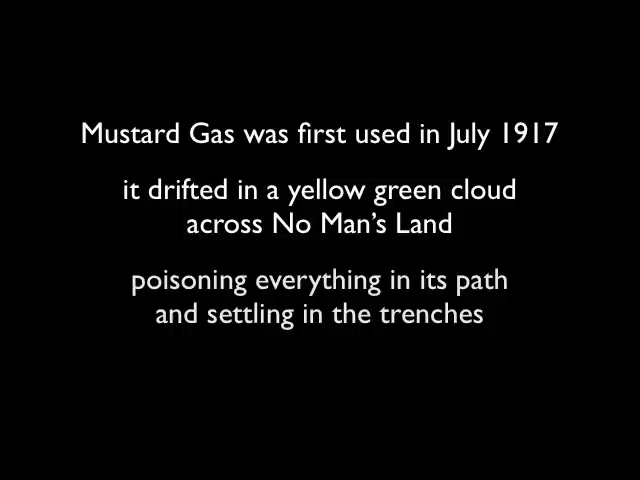 Mustard Gas was first used in July 1917
it drifted in a yellow green cloud
across No Man’s Land
poisoning everything in its path
and settling in the trenches